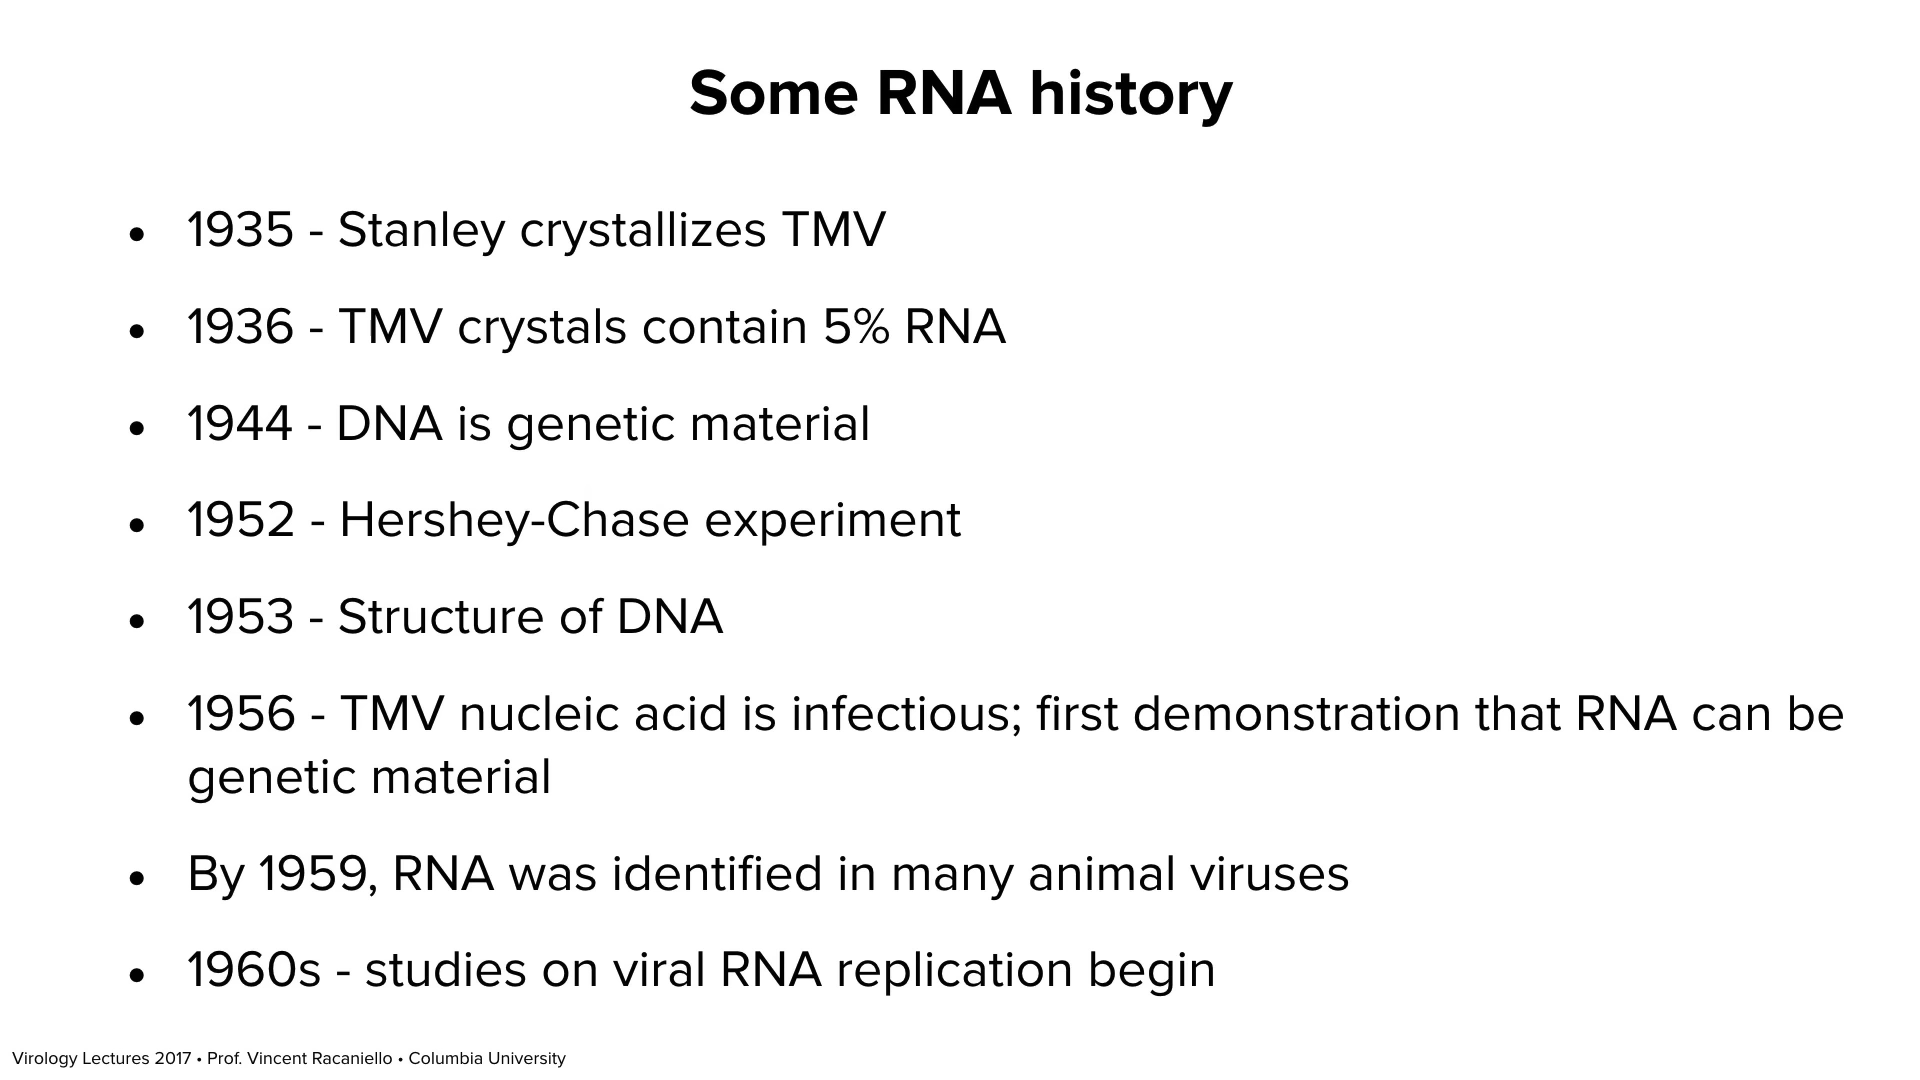 Some RNA history
• 1935 - Stanley crystallizes TMV
• 1936 - TMV crystals contain 5% RNA
• 1944 - DNA is genetic material
• 1952 - Hershey-Chase experiment
• 1953 - Structure of DNA
• 1956 - TMV nucleic acid is infectious; first demonstration that RNA can be
genetic material
• By 1959, RNA was identified in many animal viruses
• 1960s - studies on viral RNA replication begin
Virology Lectures 2017 • Prof. Vincent Racaniello • Columbia University